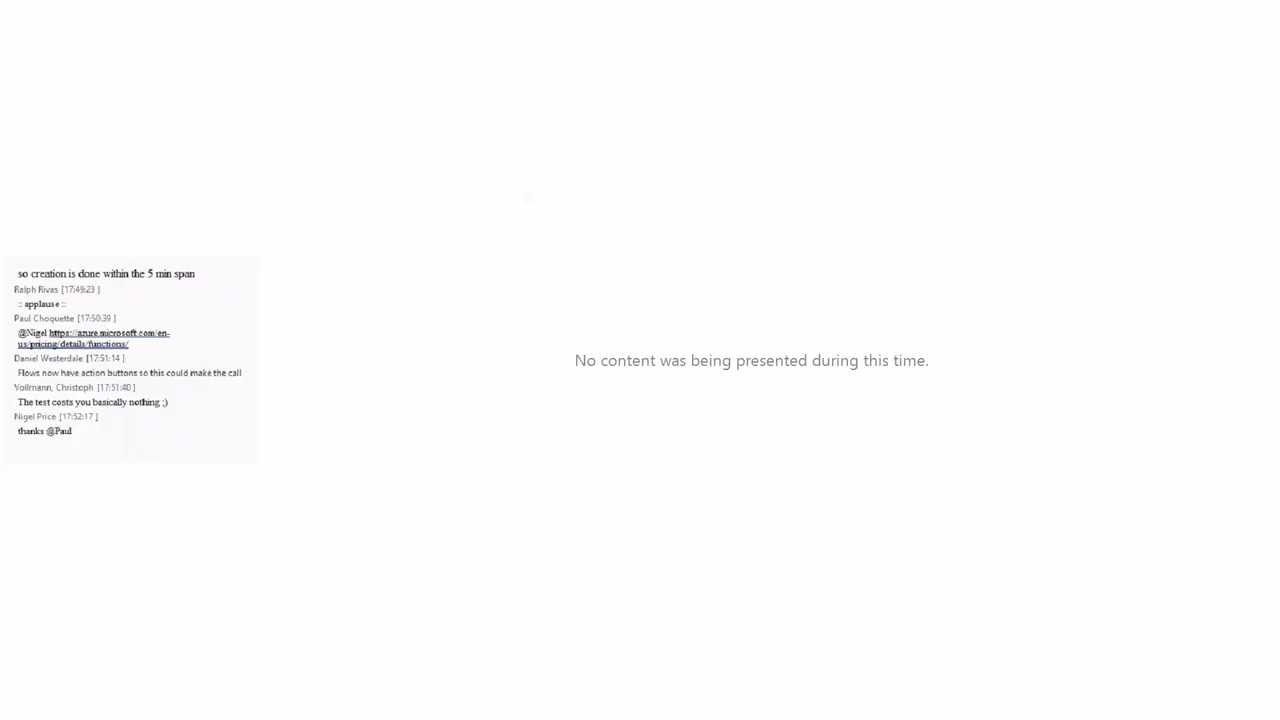 so creation is done within the 5 min span
Ralph Rivas [17:49:23 ]
:: applause ::
Paul Choquette [17:50:39 ]
@Nigel https://azure.microsoft.com/en-
us/pricing/details/functions/
Daniel Westerdale [17:51:14 ]
Flows now have action buttons so this could make the call
Vollmann, Christoph [17:51:40 ]
The test costs you basically nothing ;)
Nigel Price [17:52:17 ]
thanks @Paul
No content was being presented during this time.